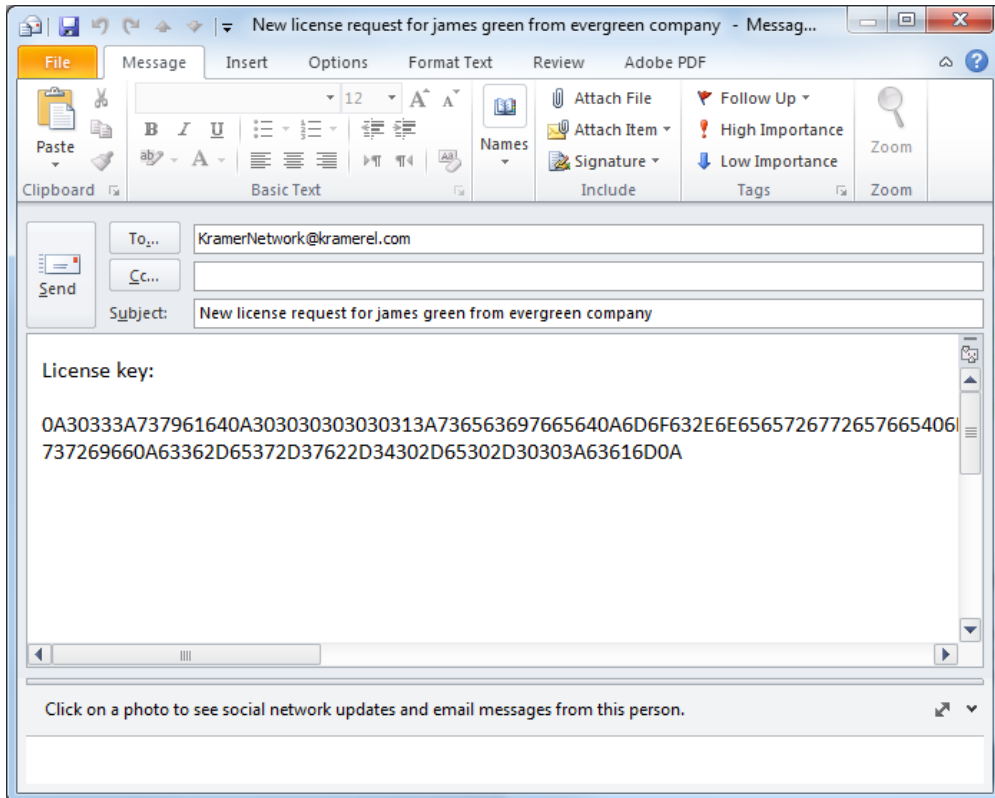 New license request for james green from evergreen company - Messag...
File Message Insert Options Format Text Review Adobe PDF
Paste
12
B I U
Names
Attach File
Attach Item
Signature
Follow Up
High Importance
Low Importance
Zoom
Clipboard Basic Text Include Tags Zoom
Send
To... KramerNetwork@kramerel.com
Cc...
Subject: New license request for james green from evergreen company
License key:
0A30333A737961640A303030303030313A736563697665640A6D6F632E6E6565726772657665406
737269660A63362D65372D37622D34302D65302D30303A63616D0A
Click on a photo to see social network updates and email messages from this person.